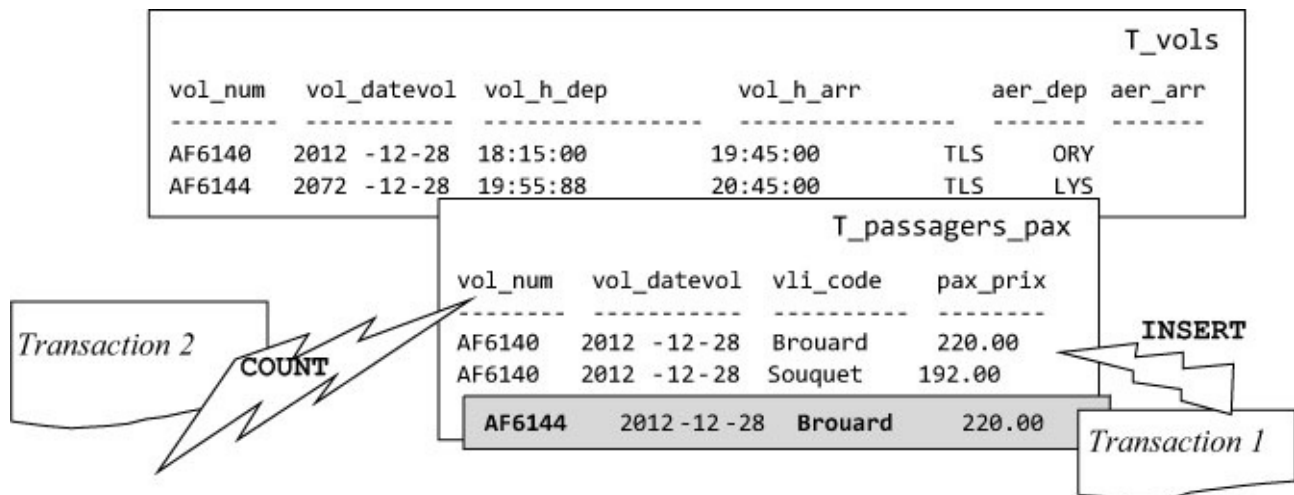 T_vols
vol_num vol_datevol vol_h_dep vol_h_arr aer_dep aer_arr
-------- ----------- ---------------- ---------------- ------- -------
AF6140 2012 -12-28 18:15:00 19:45:00 TLS ORY
AF6144 2072 -12-28 19:55:88 20:45:00 TLS LYS
T_passagers_pax
vol_num vol_datevol vli_code pax_prix
-------- ----------- ---------- --------
AF6140 2012 -12-28 Brouard 220.00
AF6140 2012 -12-28 Souquet 192.00
AF6144 2012 -12 -28 Brouard 220.00
Transaction 2
COUNT
INSERT
Transaction 1